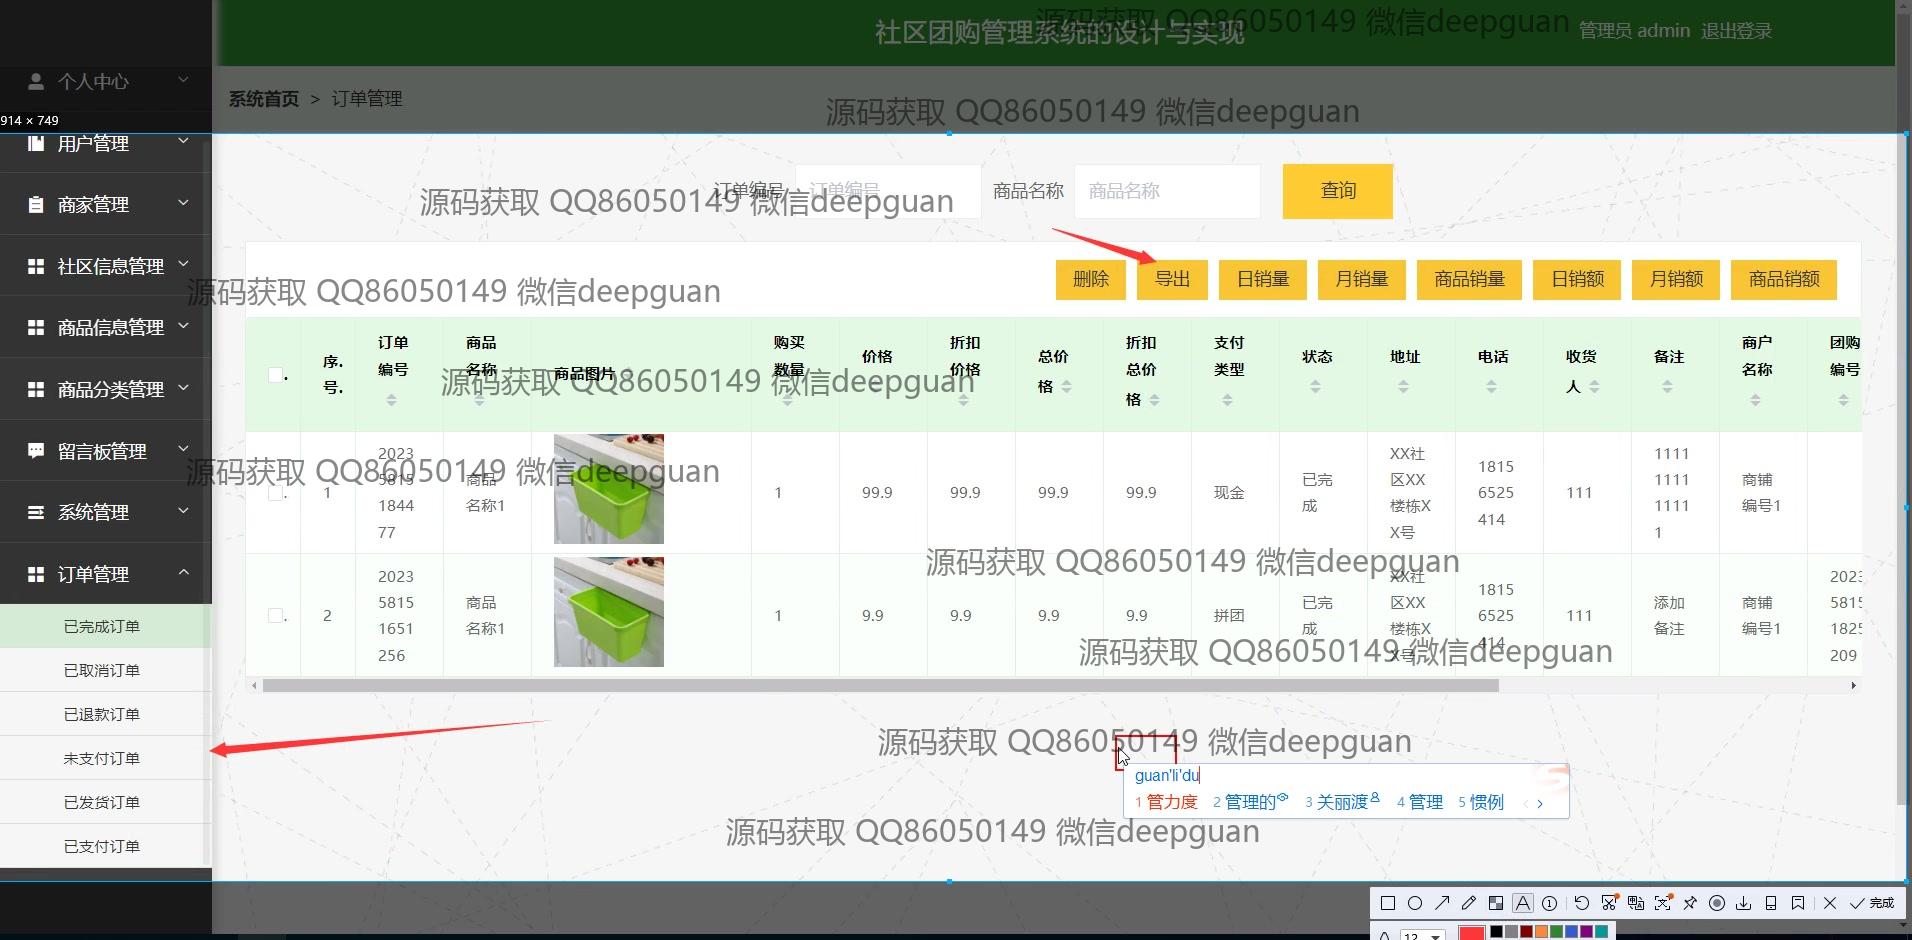 社区团购管理系统的设计与实现
源码获取 QQ86050149 微信deepguan
管理员 admin 退出登录
个人中心
系统首页 > 订单管理
源码获取 QQ86050149 微信deepguan
914 × 749
用户管理
商家管理
社区信息管理
商品信息管理
商品分类管理
留言板管理
系统管理
订单管理
已完成订单
已取消订单
已退款订单
未支付订单
已发货订单
已支付订单
订单编号 订单编号 商品名称 商品名称 查询
源码获取 QQ86050149 微信deepguan
删除 导出 日销量 月销量 商品销量 日销额 月销额 商品销额
源码获取 QQ86050149 微信deepguan
序号. 订单编号 商品名称 商品图片 购买数量 价格 折扣价格 总价格 折扣总价格 支付类型 状态 地址 电话 收货人 备注 商户名称 团购编号
源码获取 QQ86050149 微信deepguan
1 20235815184477 商品名称1 1 99.9 99.9 99.9 99.9 现金 已完成 XX社区XX楼栋XX号 18156525414 111 1111111111111 商铺编号1
源码获取 QQ86050149 微信deepguan
2 202358151651256 商品名称1 1 9.9 9.9 9.9 9.9 拼团 已完成 XX社区XX楼栋XX号 18156525414 111 添加备注 商铺编号1 202358151825209
源码获取 QQ86050149 微信deepguan
源码获取 QQ86050149 微信deepguan
源码获取 QQ86050149 微信deepguan
guan'li'du
1 管力度 2 管理的 3 关丽渡 4 管理 5 惯例
源码获取 QQ86050149 微信deepguan
完成
12